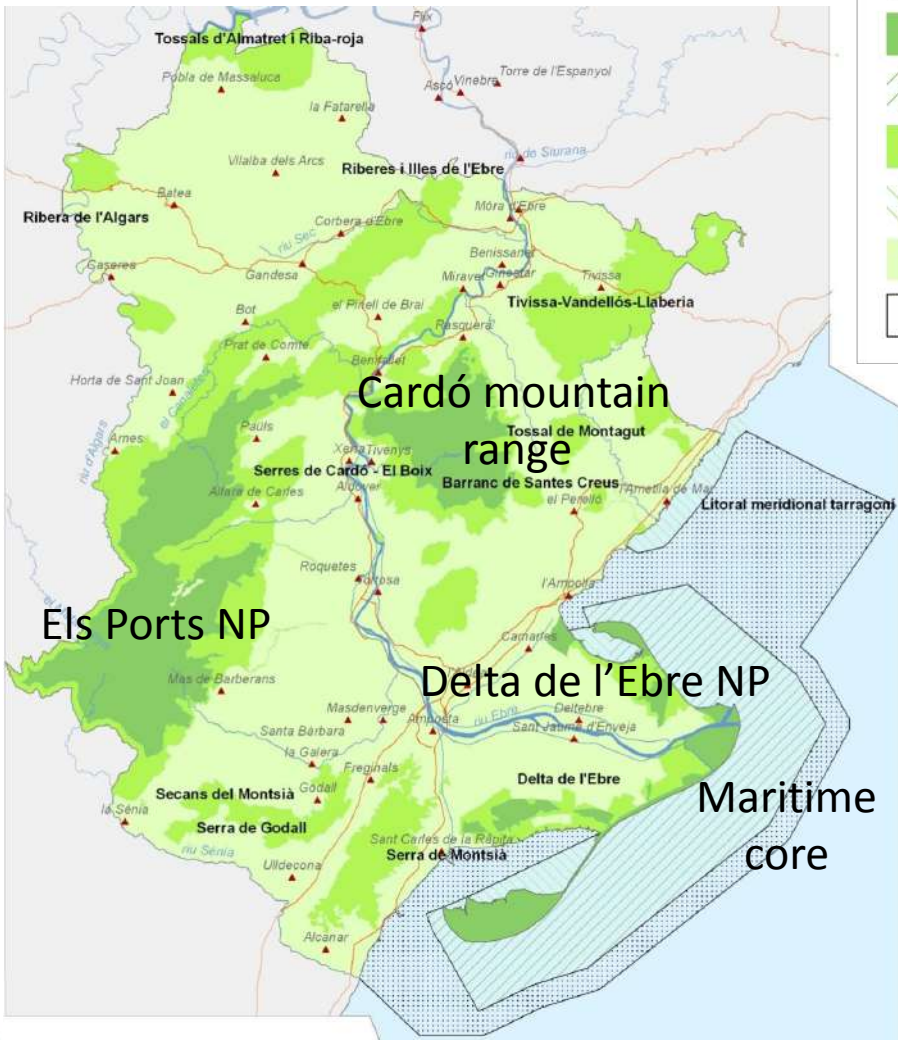 Flix
Tossals d'Almatret i Riba-roja
Pobla de Massaluca
Ascó
Vinebre
Torre de l'Espanyol
la Fatarella
riu de Siurana
Vilalba dels Arcs
Riberes i Illes de l'Ebre
Batea
Móra d'Ebre
Ribera de l'Algars
Corbera d'Ebre
riu Sec
Benissanet
Caseres
Gandesa
Miravet
Ginestar
Tivissa
Tivissa-Vandellós-Llaberia
el Pinell de Brai
Bot
Rasquera
Prat de Comte
Benifallet
Horta de Sant Joan
Cardó mountain
range
Tossal de Montagut
Paüls
Arnes
riu d'Algars
Xerta
Tivenys
Serres de Cardó - El Boix
Barranc de Santes Creus
l'Ametlla de Mar
Aldover
Alfara de Carles
el Perelló
Litoral meridional tarragoní
Roquetes
Tortosa
l'Ampolla
Els Ports NP
Camarles
Delta de l'Ebre NP
Mas de Barberans
Masdenverge
Amposta
riu Ebre
Deltebre
Santa Bàrbara
Sant Jaume d'Enveja
la Galera
Freginals
Delta de l'Ebre
Secans del Montsià
Godall
Maritime
core
la Sénia
Serra de Godall
riu Sénia
Sant Carles de la Ràpita
Serra de Montsià
Ulldecona
Alcanar